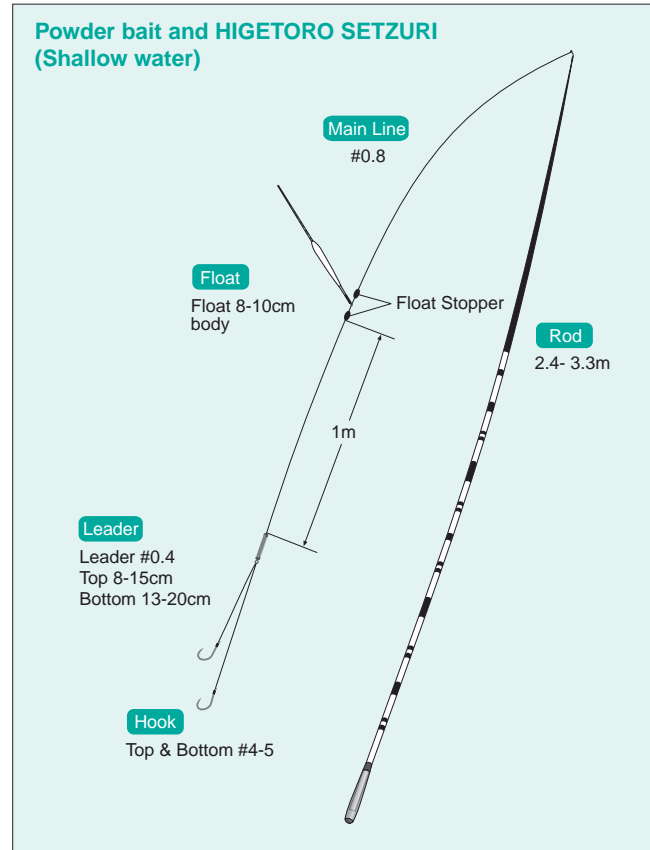 Powder bait and HIGETORO SETZURI
(Shallow water)
Main Line
#0.8
Float
Float 8-10cm
body
Float Stopper
Rod
2.4- 3.3m
1m
Leader
Leader #0.4
Top 8-15cm
Bottom 13-20cm
Hook
Top & Bottom #4-5